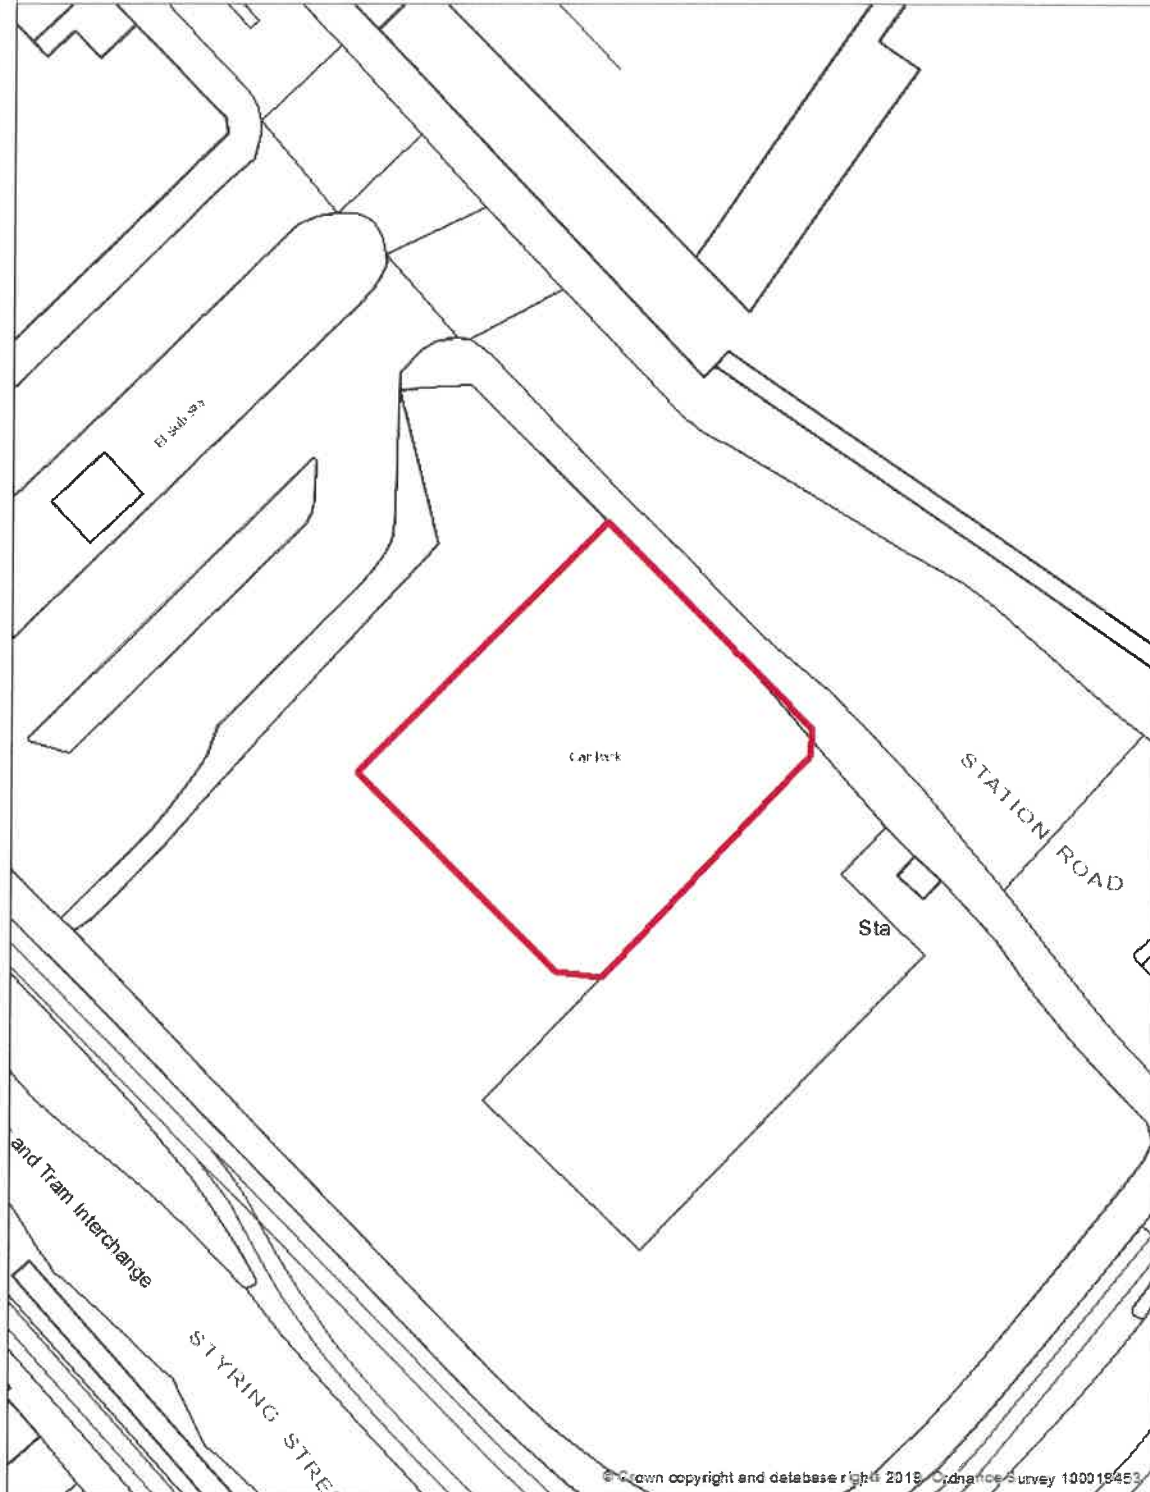 El Sub Sta
Car Park
STATION ROAD
Sta
and Tram Interchange
STYRING STREE
© Crown copyright and database rights 2018. Ordnance Survey 100018453